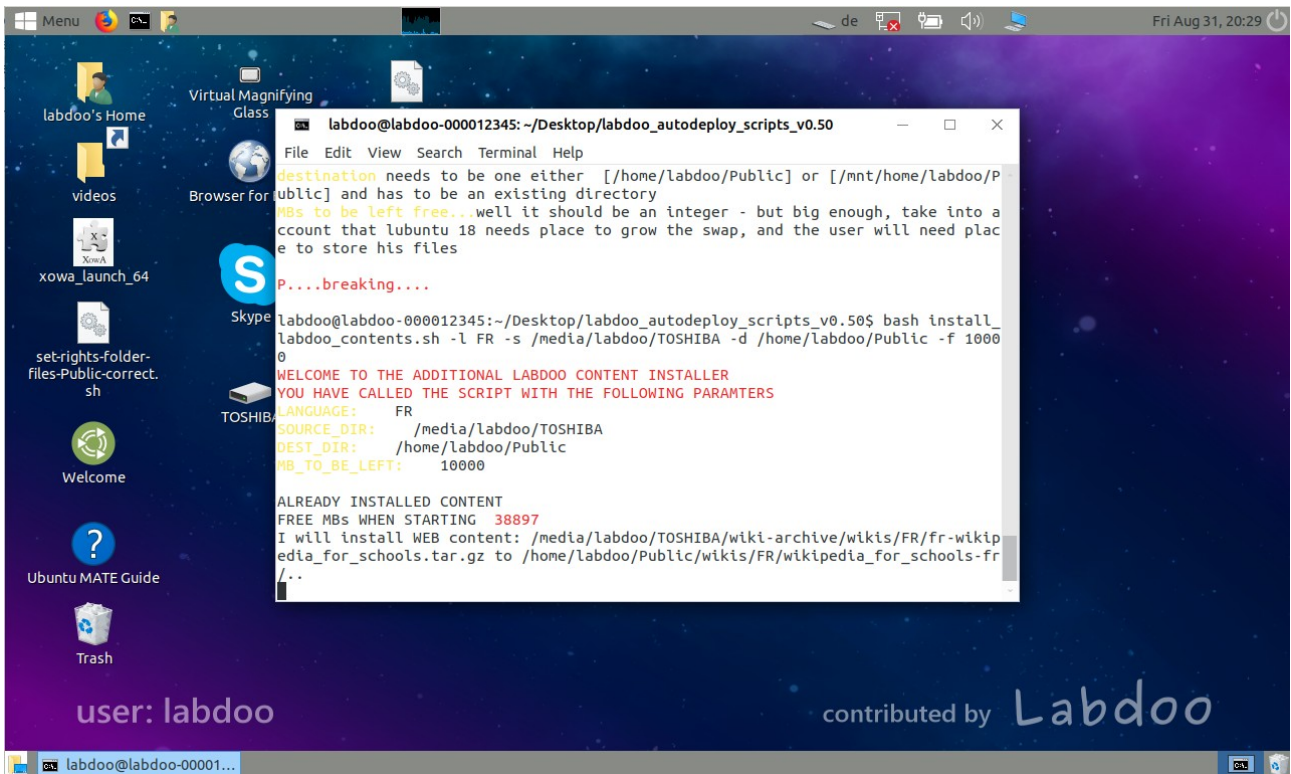 Menu
de
Fri Aug 31, 20:29
labdoo's Home
Virtual Magnifying
Glass
videos
Browser for
XOWA
xowa_launch_64
Skype
set-rights-folder-
files-Public-correct.
sh
TOSHIBA
Welcome
?
Ubuntu MATE Guide
Trash
labdoo@labdoo-000012345: ~/Desktop/labdoo_autodeploy_scripts_v0.50
File Edit View Search Terminal Help
destination needs to be one either  [/home/labdoo/Public] or [/mnt/home/labdoo/P
ublic] and has to be an existing directory
MBs to be left free...well it should be an integer - but big enough, take into a
ccount that lubuntu 18 needs place to grow the swap, and the user will need plac
e to store his files
P....breaking....
labdoo@labdoo-000012345:~/Desktop/labdoo_autodeploy_scripts_v0.50$ bash install_
labdoo_contents.sh -l FR -s /media/labdoo/TOSHIBA -d /home/labdoo/Public -f 1000
0
WELCOME TO THE ADDITIONAL LABDOO CONTENT INSTALLER
YOU HAVE CALLED THE SCRIPT WITH THE FOLLOWING PARAMTERS
LANGUAGE:    FR
SOURCE_DIR:    /media/labdoo/TOSHIBA
DEST_DIR:    /home/labdoo/Public
MB_TO_BE_LEFT:    10000
ALREADY INSTALLED CONTENT
FREE MBs WHEN STARTING  38897
I will install WEB content: /media/labdoo/TOSHIBA/wiki-archive/wikis/FR/fr-wikip
edia_for_schools.tar.gz to /home/labdoo/Public/wikis/FR/wikipedia_for_schools-fr
/..
user: labdoo
contributed by Labdoo
labdoo@labdoo-00001...